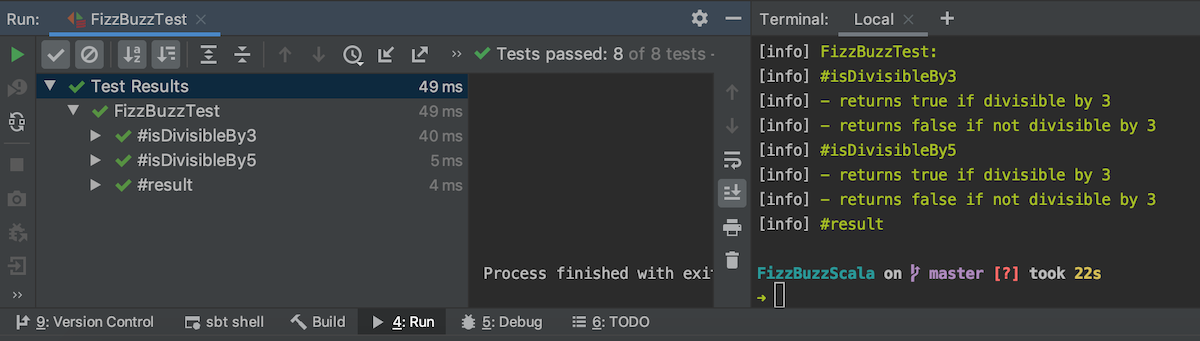 Run: FizzBuzzTest ×
» Tests passed: 8 of 8 tests –
Test Results 49 ms
FizzBuzzTest 49 ms
#isDivisibleBy3 40 ms
#isDivisibleBy5 5 ms
#result 4 ms
Process finished with exi
»
Terminal: Local × +
[info] FizzBuzzTest:
[info] #isDivisibleBy3
[info] - returns true if divisible by 3
[info] - returns false if not divisible by 3
[info] #isDivisibleBy5
[info] - returns true if divisible by 3
[info] - returns false if not divisible by 3
[info] #result
FizzBuzzScala on master [?] took 22s
→
9: Version Control sbt shell Build 4: Run 5: Debug 6: TODO